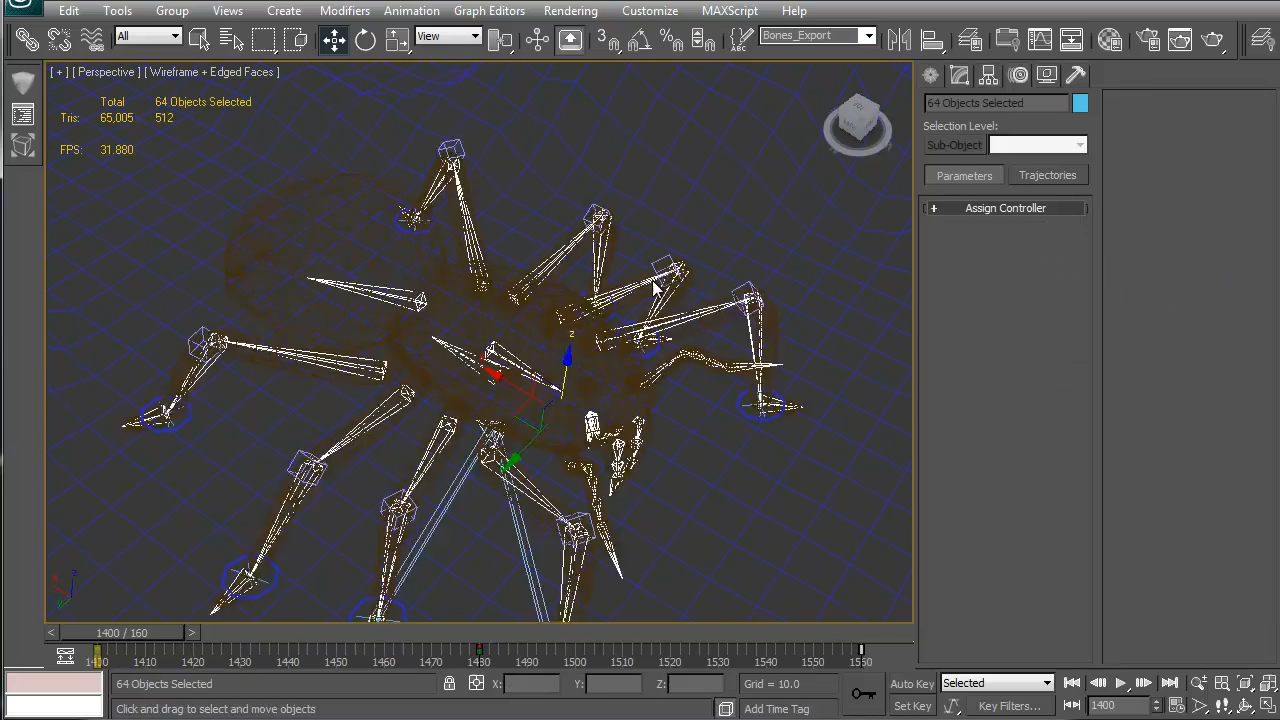 Edit Tools Group Views Create Modifiers Animation Graph Editors Rendering Customize MAXScript Help
All View 3 Bones_Export
[ + ] [ Perspective ] [ Wireframe + Edged Faces ]
Total 64 Objects Selected
Tris: 65,005 512
FPS: 31.880
64 Objects Selected
Selection Level:
Sub-Object
Parameters Trajectories
+ Assign Controller
z
z
< 1400 / 160 >
1400 1410 1420 1430 1440 1450 1460 1470 1480 1490 1500 1510 1520 1530 1540 1550 1560
64 Objects Selected X: Y: Z: Grid = 10.0 Auto Key Selected
Click and drag to select and move objects Add Time Tag Set Key Key Filters... 1400